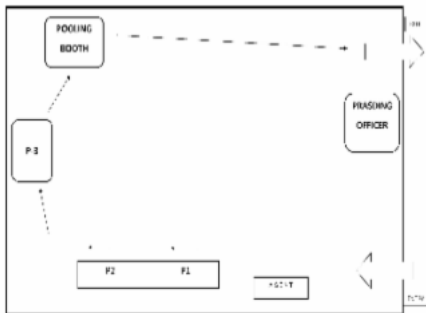 POOLING
BOOTH
PRASDING
OFFICER
P 3
P2
P1
AGENT